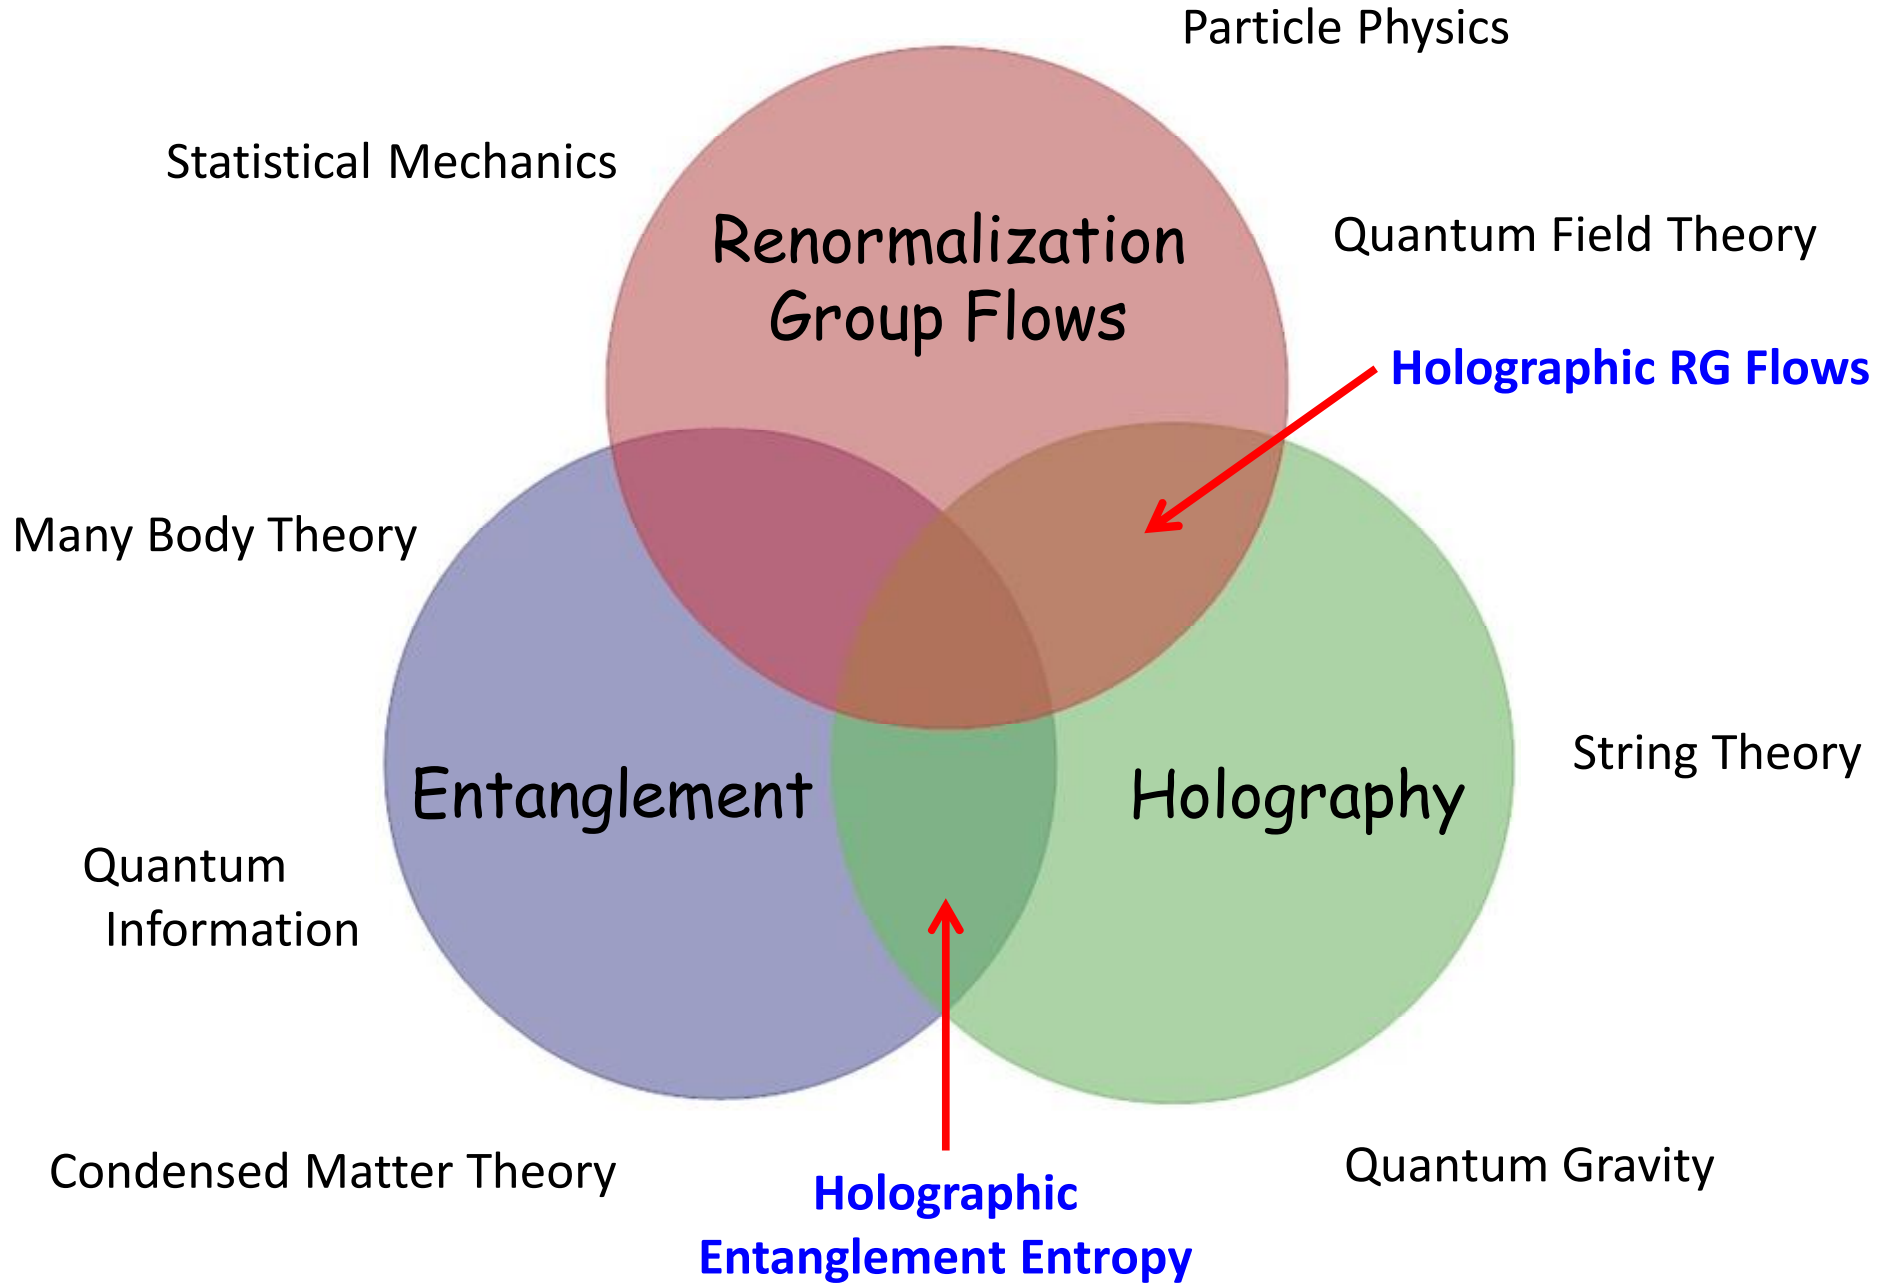 Particle Physics
Statistical Mechanics
Renormalization
Group Flows
Quantum Field Theory
Holographic RG Flows
Many Body Theory
Entanglement
Holography
String Theory
Quantum
Information
Condensed Matter Theory
Holographic
Entanglement Entropy
Quantum Gravity